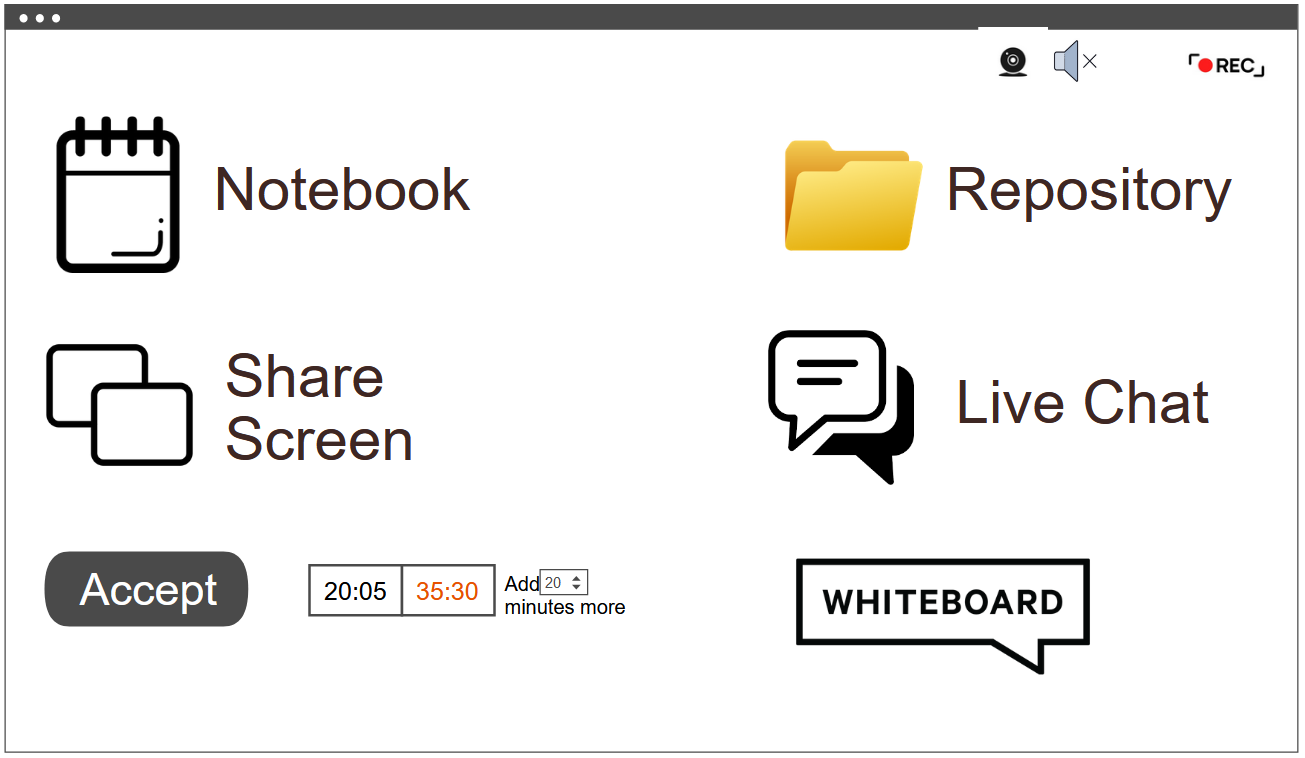 REC
Notebook
Repository
Share
Screen
Live Chat
Accept
20:05
35:30
Add 20
minutes more
WHITEBOARD